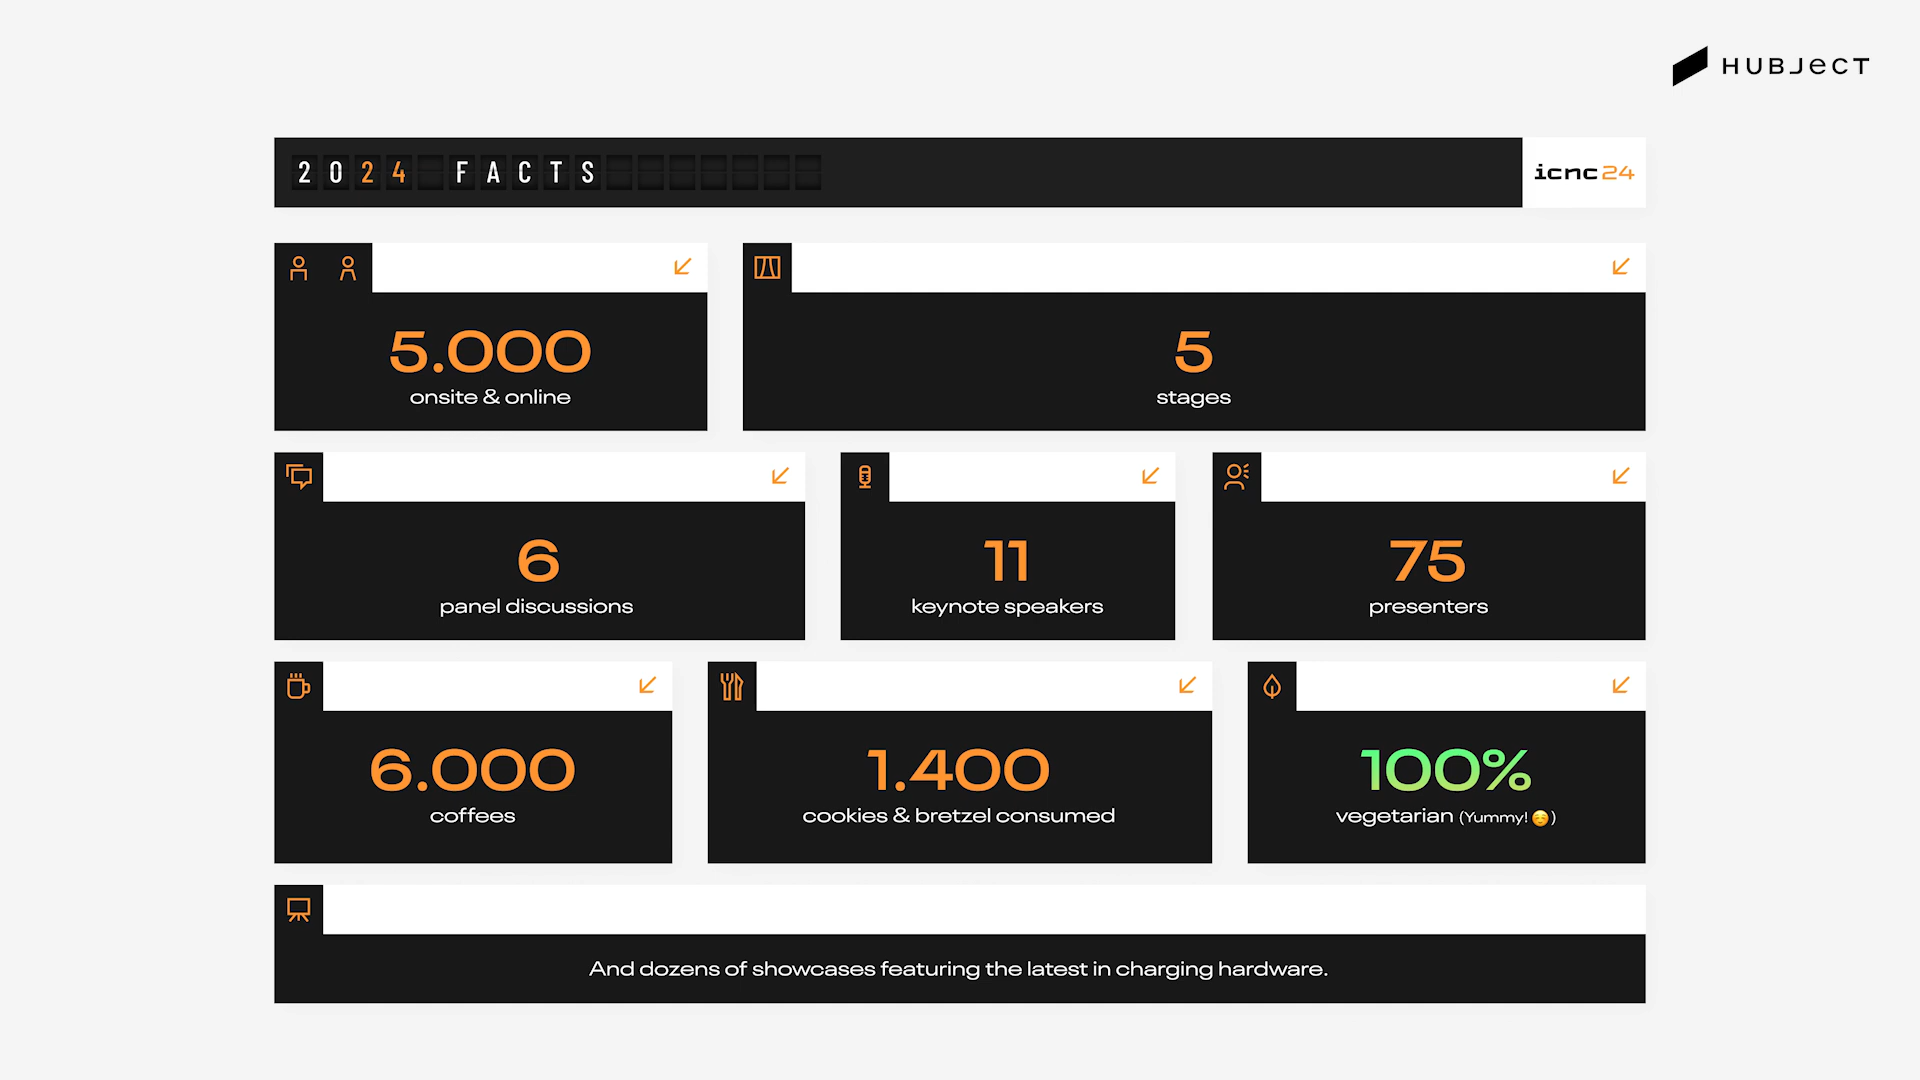 HUBJECT
2024 FACTS
icnc24
5.000
onsite & online
5
stages
6
panel discussions
11
keynote speakers
75
presenters
6.000
coffees
1.400
cookies & bretzel consumed
100%
vegetarian (Yummy! ☺️)
And dozens of showcases featuring the latest in charging hardware.